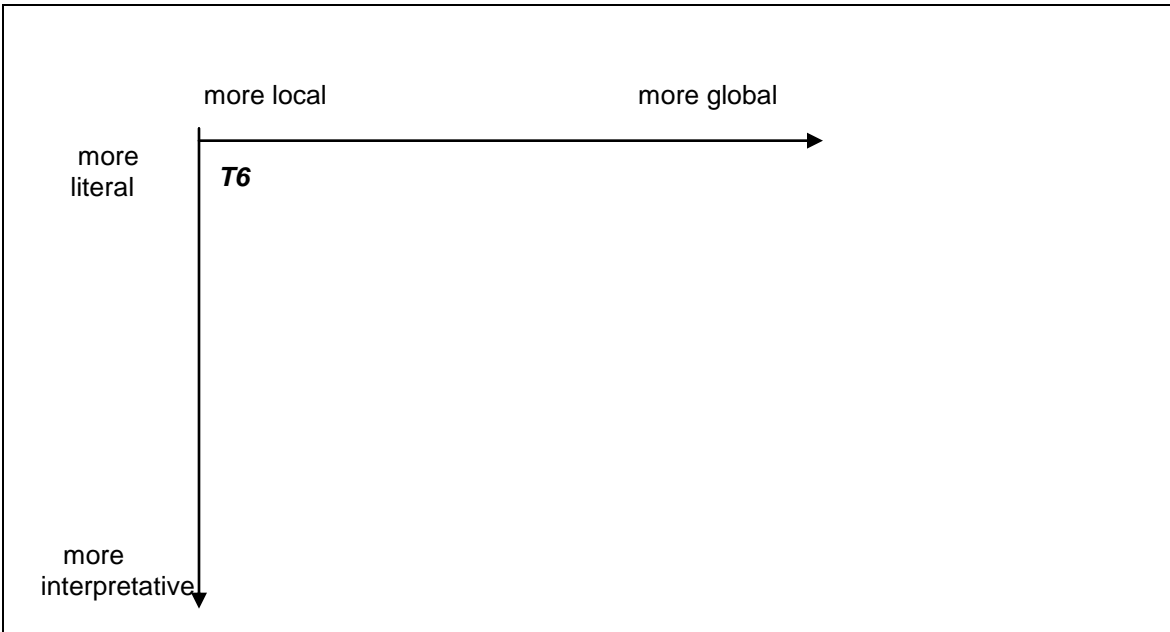 more local
more global
more
literal
T6
more
interpretative